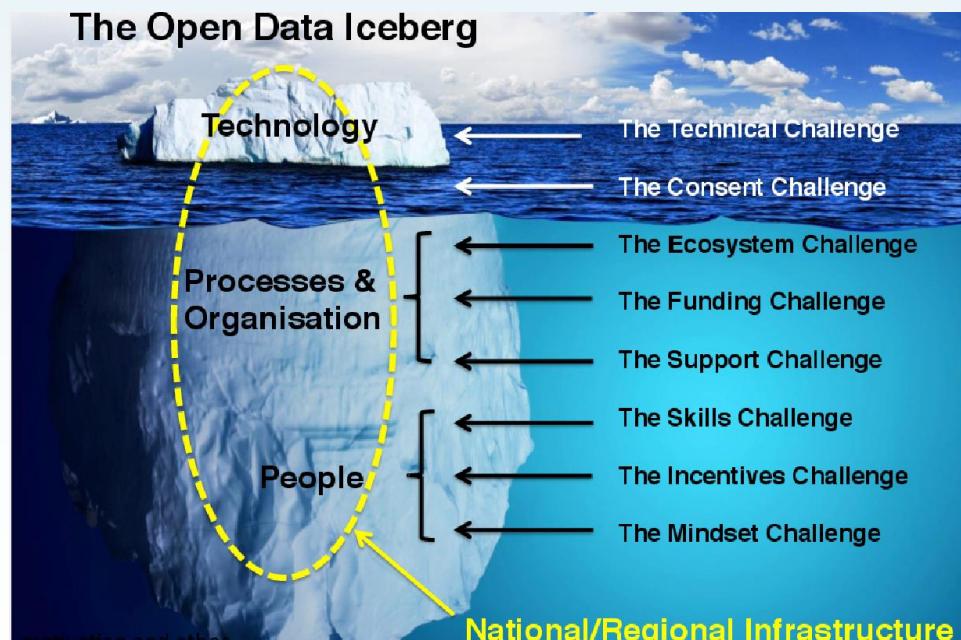 The Open Data Iceberg
Technology
The Technical Challenge
The Consent Challenge
The Ecosystem Challenge
Processes &
Organisation
The Funding Challenge
The Support Challenge
The Skills Challenge
People
The Incentives Challenge
The Mindset Challenge
National/Regional Infrastructure